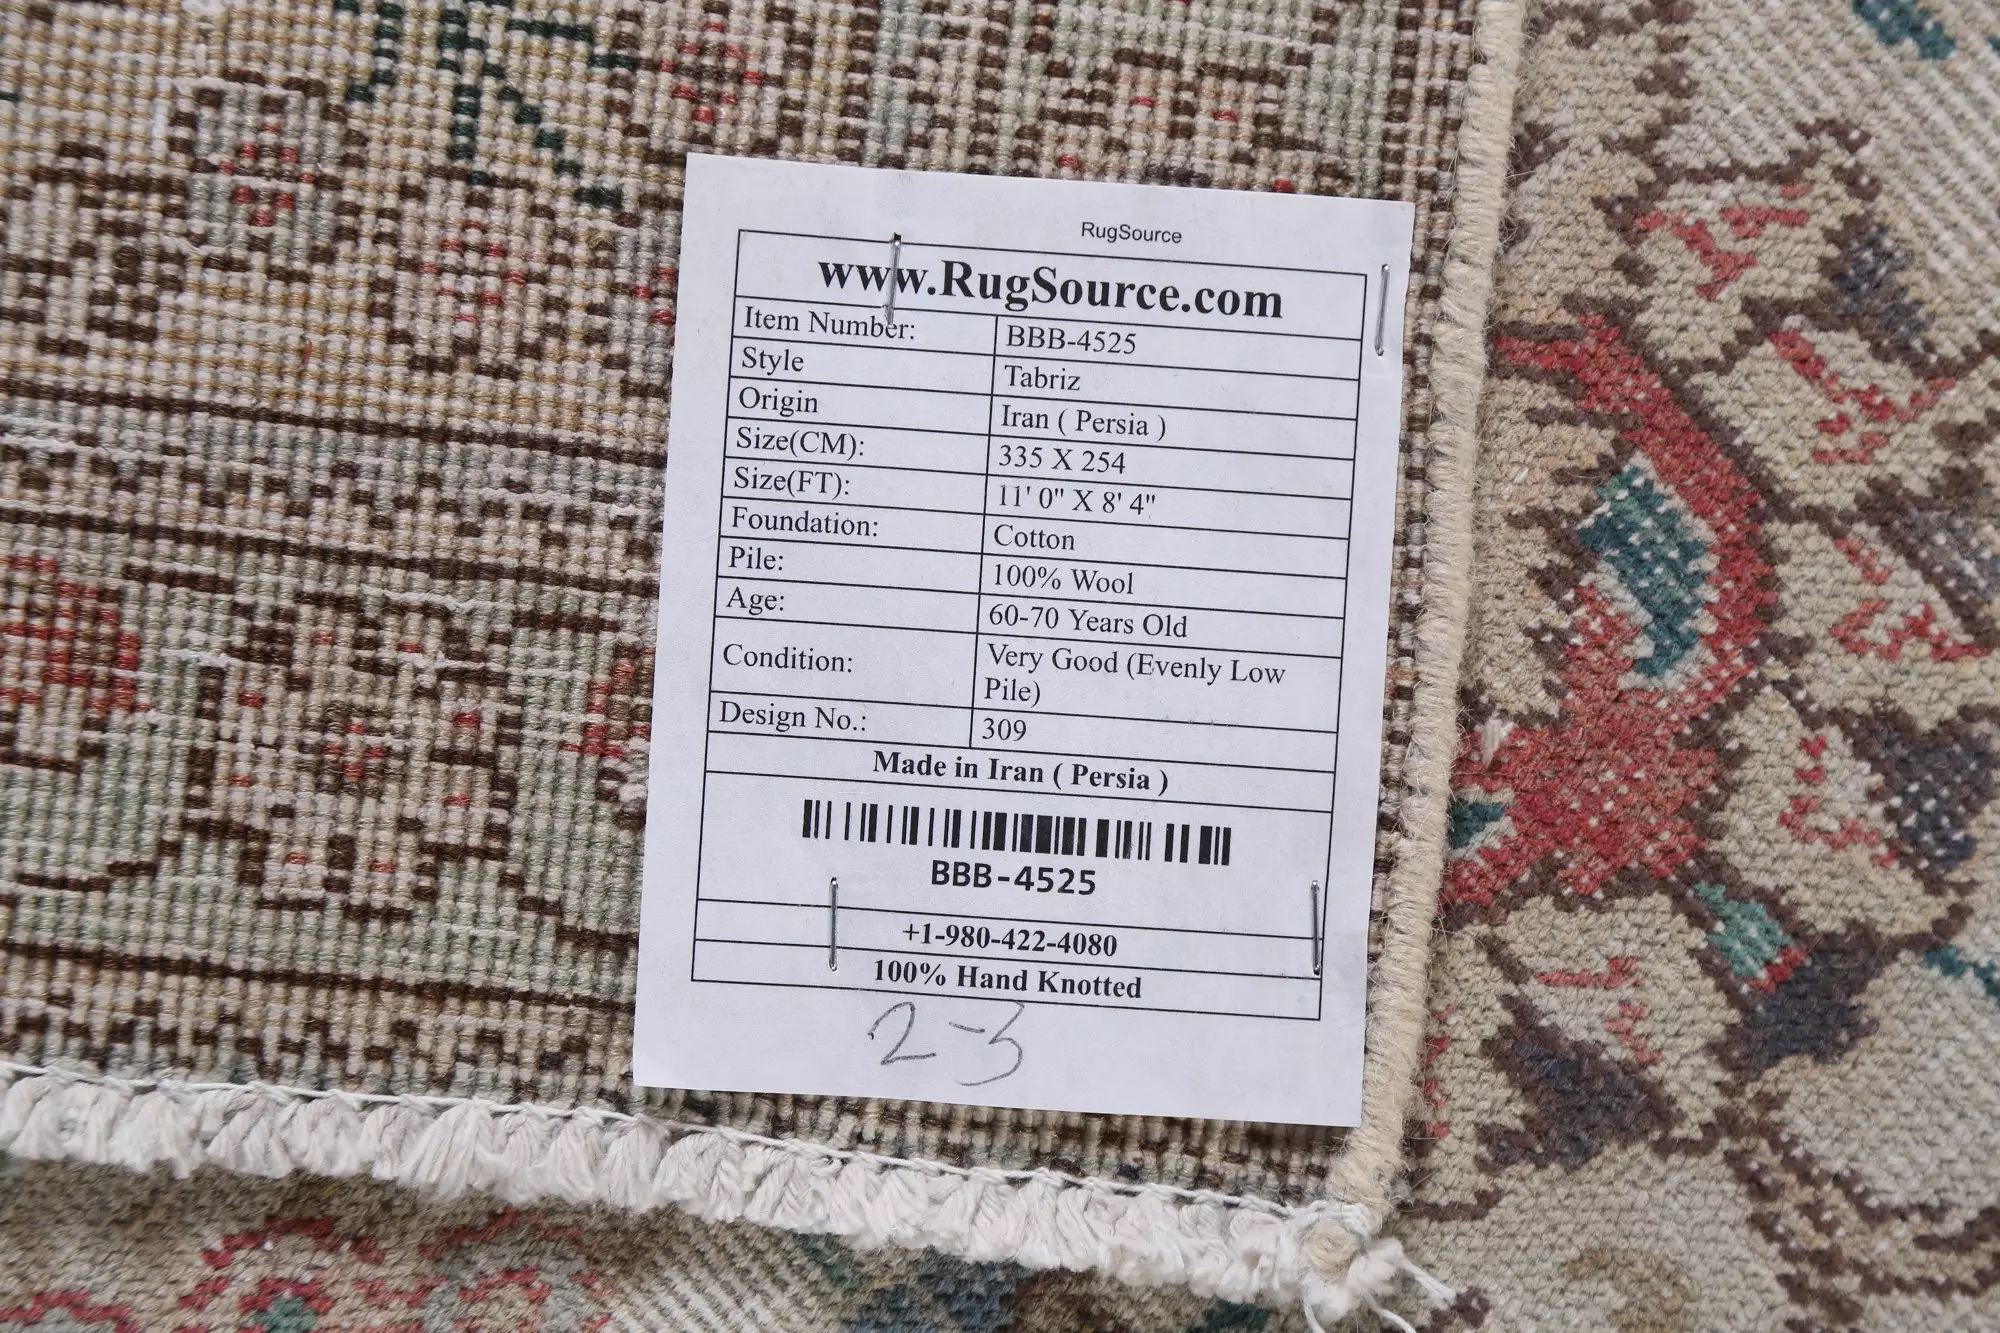 RugSource
www.RugSource.com
Item Number: BBB-4525
Style Tabriz
Origin Iran ( Persia )
Size(CM): 335 X 254
Size(FT): 11' 0" X 8' 4"
Foundation: Cotton
Pile: 100% Wool
Age: 60-70 Years Old
Condition: Very Good (Evenly Low
Pile)
Design No.: 309
Made in Iran ( Persia )
BBB-4525
+1-980-422-4080
100% Hand Knotted
2-3